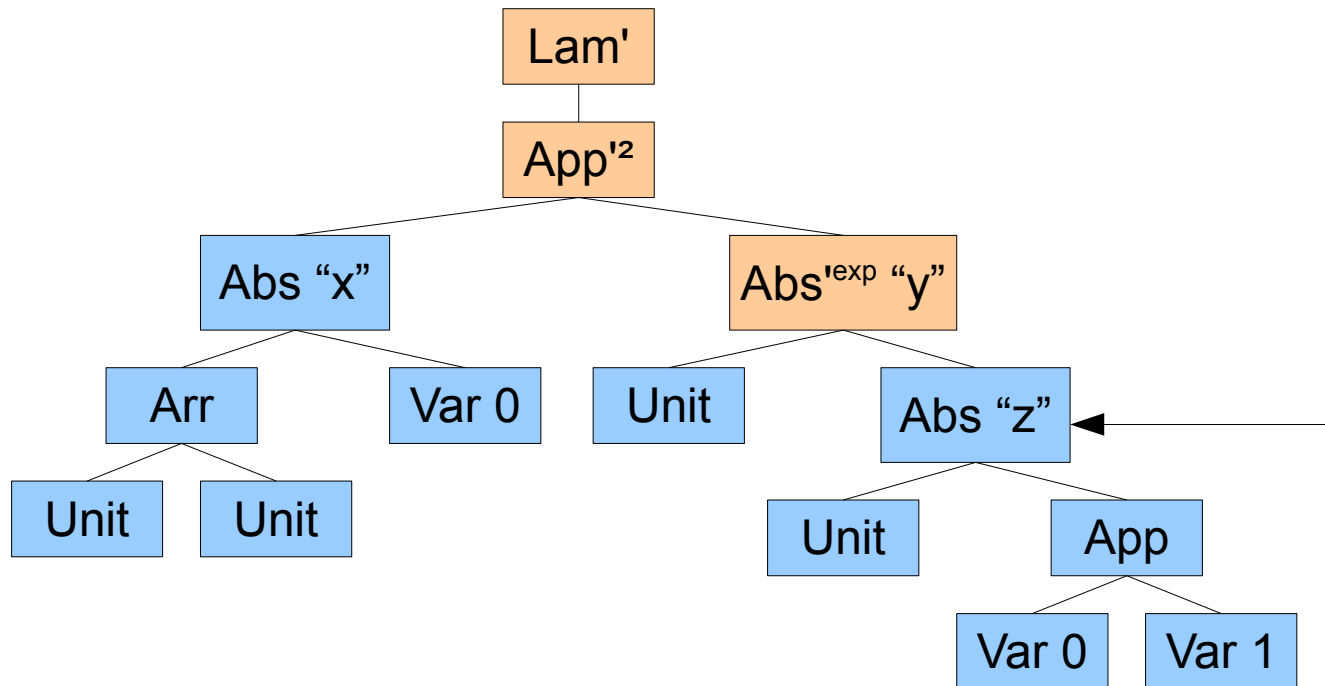 Lam'
App'²
Abs “x”
Abs'ᵉˣᵖ “y”
Arr
Var 0
Unit
Abs “z”
Unit
Unit
Unit
App
Var 0
Var 1